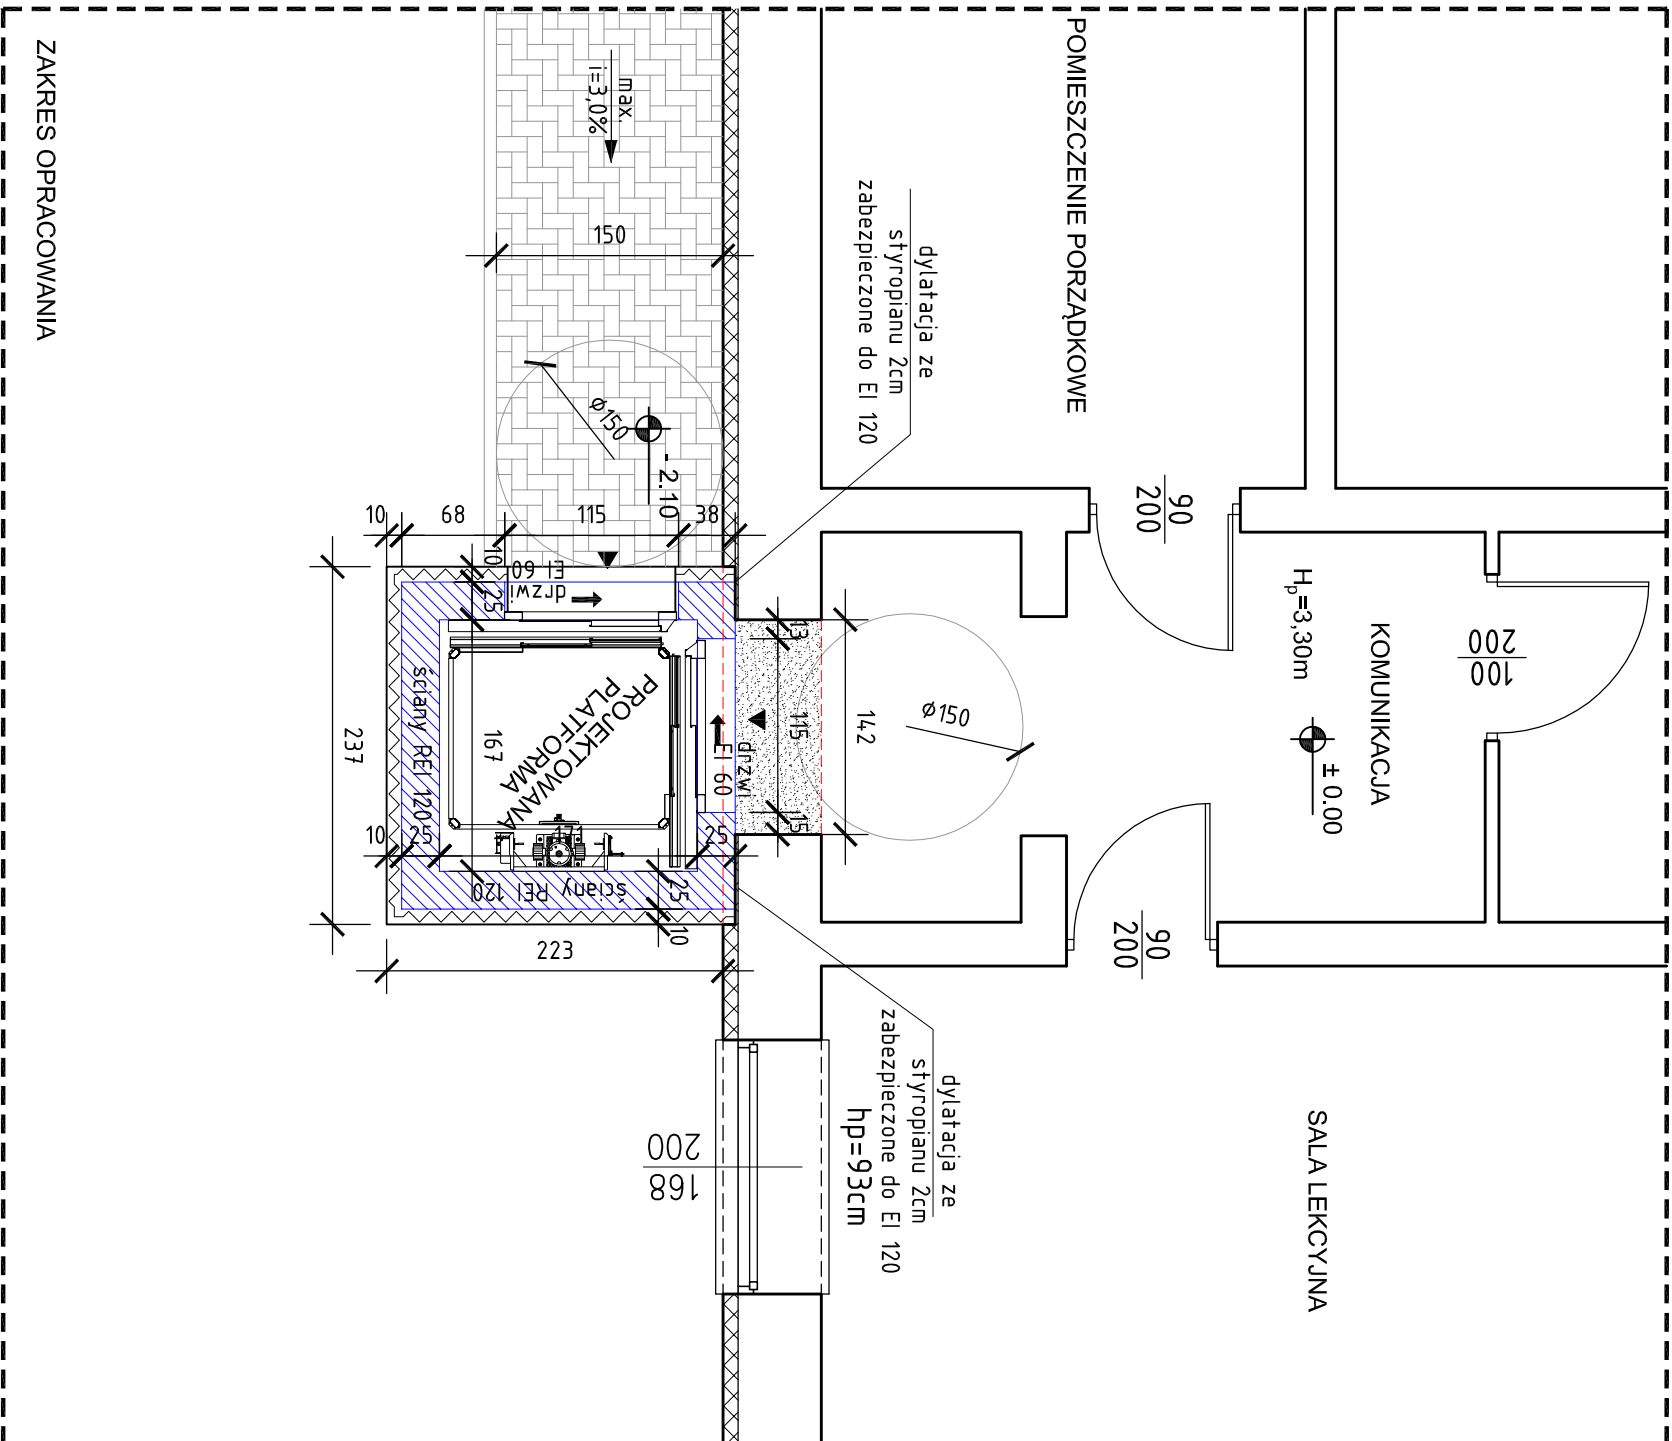 ZAKRES OPRACOWANIA
max.
i=3,0%
150
ø150
-2.10
POMIESZCZENIE PORZĄDKOWE
dylatacja ze
styropianu 2cm
zabezpieczone do EI 120
90
200
10
68
115
38
10
25
drzwi
EI 60
237
ściany REI 120
167
PROJEKTOWANA
PLATFORMA
drzwi
EI 60
13
115
15
142
ø150
10
25
171
25
ściany REI 120
25
10
223
Hp=3,30m
KOMUNIKACJA
±0.00
100
200
90
200
dylatacja ze
styropianu 2cm
zabezpieczone do EI 120
hp=93cm
168
200
SALA LEKCYJNA